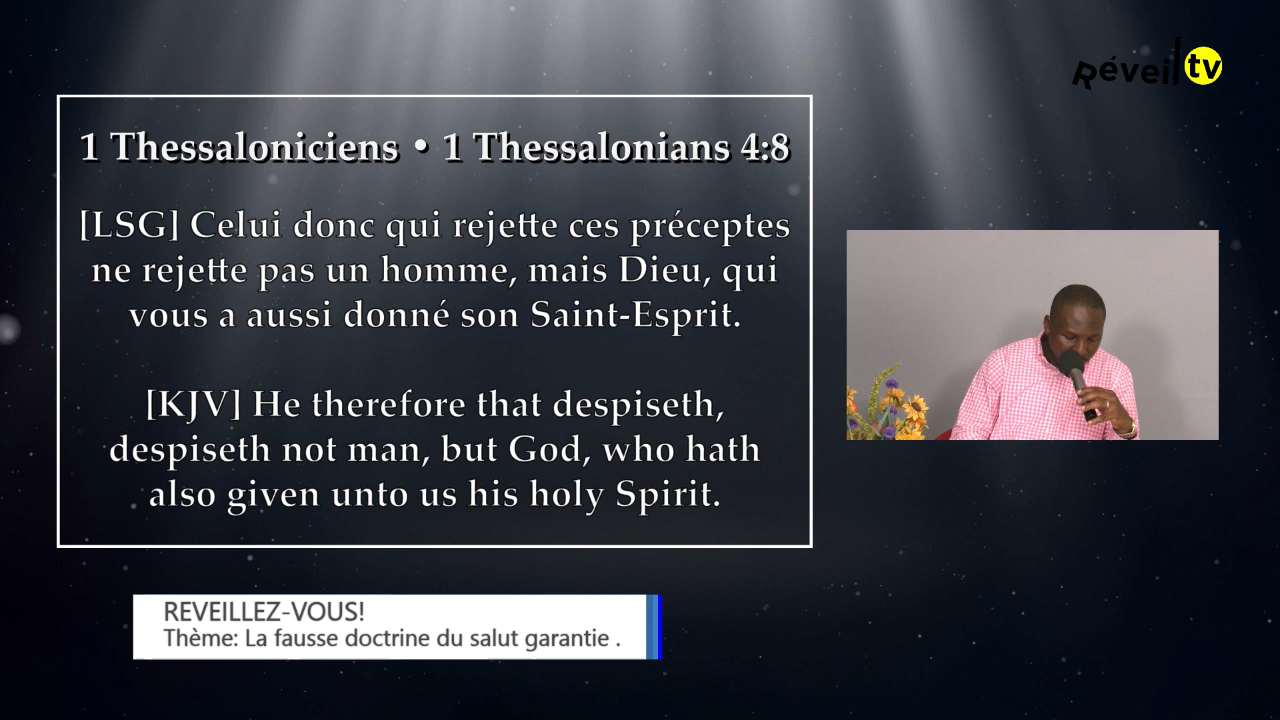 Réveil tv
1 Thessaloniciens • 1 Thessalonians 4:8
[LSG] Celui donc qui rejette ces préceptes
ne rejette pas un homme, mais Dieu, qui
vous a aussi donné son Saint-Esprit.
[KJV] He therefore that despiseth,
despiseth not man, but God, who hath
also given unto us his holy Spirit.
REVEILLEZ-VOUS!
Thème: La fausse doctrine du salut garantie .